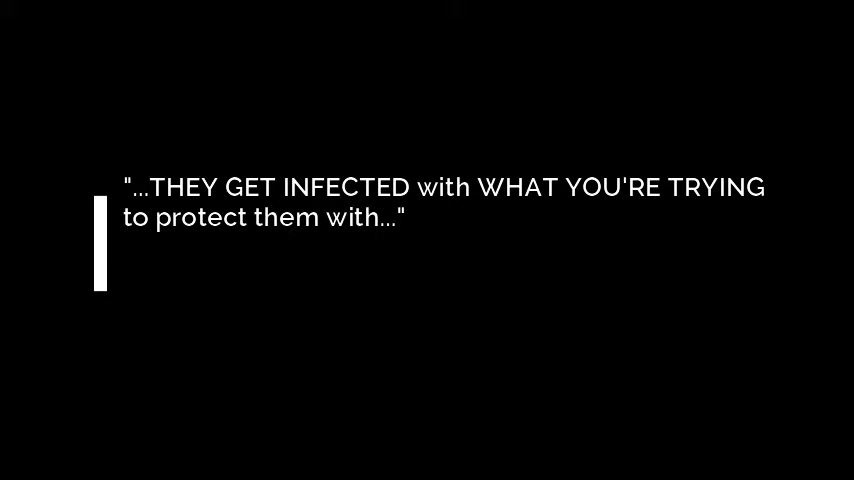 "...THEY GET INFECTED with WHAT YOU'RE TRYING
to protect them with..."